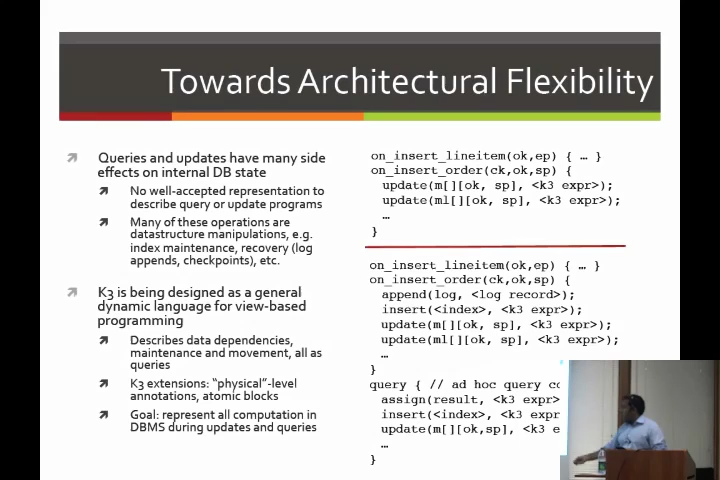 Towards Architectural Flexibility
Queries and updates have many side
effects on internal DB state
No well-accepted representation to
describe query or update programs
Many of these operations are
datastructure manipulations, e.g.
index maintenance, recovery (log
appends, checkpoints), etc.
K3 is being designed as a general
dynamic language for view-based
programming
Describes data dependencies,
maintenance and movement, all as
queries
K3 extensions: "physical"-level
annotations, atomic blocks
Goal: represent all computation in
DBMS during updates and queries
on_insert_lineitem(ok,ep) { … }
on_insert_order(ck,ok,sp) {
update(m[][ok, sp], <k3 expr>);
update(ml[][ok, sp], <k3 expr>);
…
}
on_insert_lineitem(ok,ep) { … }
on_insert_order(ck,ok,sp) {
append(log, <log record>);
insert(<index>, <k3 expr>);
update(m[][ok, sp], <k3 expr>);
update(ml[][ok, sp], <k3 expr>);
…
}
query { // ad hoc query co
assign(result, <k3 expr
insert(<index>, <k3 expr
update(m[][ok,sp], <k3 e
…
}